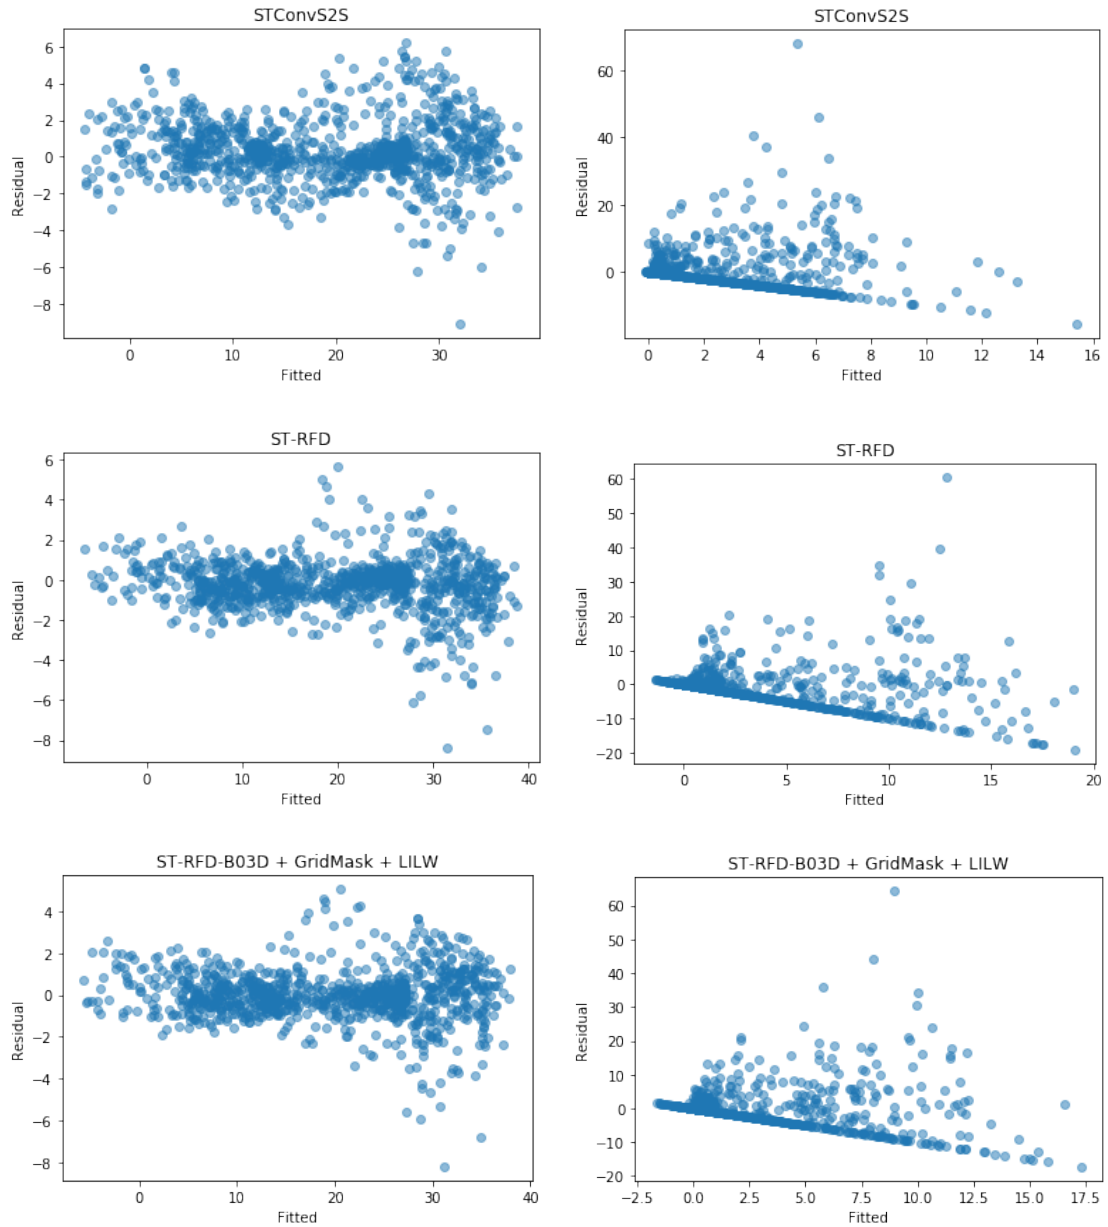 STConvS2S
6
4
2
0
−2
−4
−6
−8
Residual
0 10 20 30
Fitted
STConvS2S
60
40
20
0
Residual
0 2 4 6 8 10 12 14 16
Fitted
ST-RFD
6
4
2
0
−2
−4
−6
−8
Residual
0 10 20 30 40
Fitted
ST-RFD
60
50
40
30
20
10
0
−10
−20
Residual
0 5 10 15 20
Fitted
ST-RFD-B03D + GridMask + LILW
4
2
0
−2
−4
−6
−8
Residual
0 10 20 30 40
Fitted
ST-RFD-B03D + GridMask + LILW
60
50
40
30
20
10
0
−10
−20
Residual
−2.5 0.0 2.5 5.0 7.5 10.0 12.5 15.0 17.5
Fitted